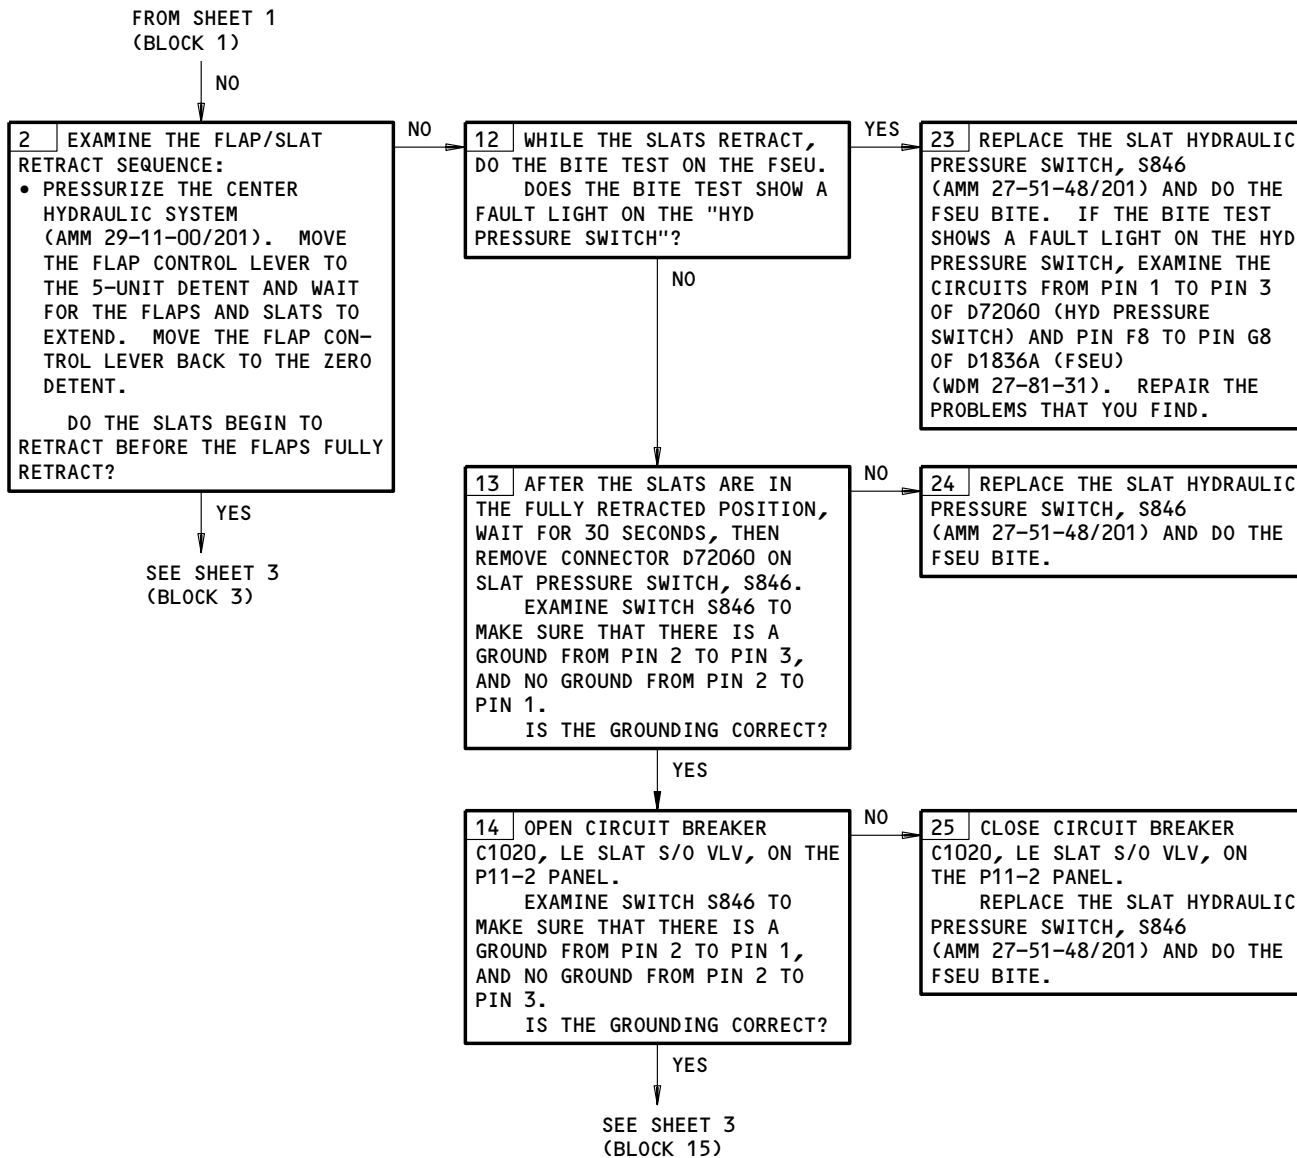 FROM SHEET 1
(BLOCK 1)
NO
2 EXAMINE THE FLAP/SLAT
RETRACT SEQUENCE:
• PRESSURIZE THE CENTER
HYDRAULIC SYSTEM
(AMM 29-11-00/201). MOVE
THE FLAP CONTROL LEVER TO
THE 5-UNIT DETENT AND WAIT
FOR THE FLAPS AND SLATS TO
EXTEND. MOVE THE FLAP CON-
TROL LEVER BACK TO THE ZERO
DETENT.
DO THE SLATS BEGIN TO
RETRACT BEFORE THE FLAPS FULLY
RETRACT?
YES
SEE SHEET 3
(BLOCK 3)
NO
12 WHILE THE SLATS RETRACT,
DO THE BITE TEST ON THE FSEU.
DOES THE BITE TEST SHOW A
FAULT LIGHT ON THE "HYD
PRESSURE SWITCH"?
YES
23 REPLACE THE SLAT HYDRAULIC
PRESSURE SWITCH, S846
(AMM 27-51-48/201) AND DO THE
FSEU BITE. IF THE BITE TEST
SHOWS A FAULT LIGHT ON THE HYD
PRESSURE SWITCH, EXAMINE THE
CIRCUITS FROM PIN 1 TO PIN 3
OF D72060 (HYD PRESSURE
SWITCH) AND PIN F8 TO PIN G8
OF D1836A (FSEU)
(WDM 27-81-31). REPAIR THE
PROBLEMS THAT YOU FIND.
NO
13 AFTER THE SLATS ARE IN
THE FULLY RETRACTED POSITION,
WAIT FOR 30 SECONDS, THEN
REMOVE CONNECTOR D72060 ON
SLAT PRESSURE SWITCH, S846.
EXAMINE SWITCH S846 TO
MAKE SURE THAT THERE IS A
GROUND FROM PIN 2 TO PIN 3,
AND NO GROUND FROM PIN 2 TO
PIN 1.
IS THE GROUNDING CORRECT?
NO
24 REPLACE THE SLAT HYDRAULIC
PRESSURE SWITCH, S846
(AMM 27-51-48/201) AND DO THE
FSEU BITE.
YES
14 OPEN CIRCUIT BREAKER
C1020, LE SLAT S/O VLV, ON THE
P11-2 PANEL.
EXAMINE SWITCH S846 TO
MAKE SURE THAT THERE IS A
GROUND FROM PIN 2 TO PIN 1,
AND NO GROUND FROM PIN 2 TO
PIN 3.
IS THE GROUNDING CORRECT?
NO
25 CLOSE CIRCUIT BREAKER
C1020, LE SLAT S/O VLV, ON
THE P11-2 PANEL.
REPLACE THE SLAT HYDRAULIC
PRESSURE SWITCH, S846
(AMM 27-51-48/201) AND DO THE
FSEU BITE.
YES
SEE SHEET 3
(BLOCK 15)